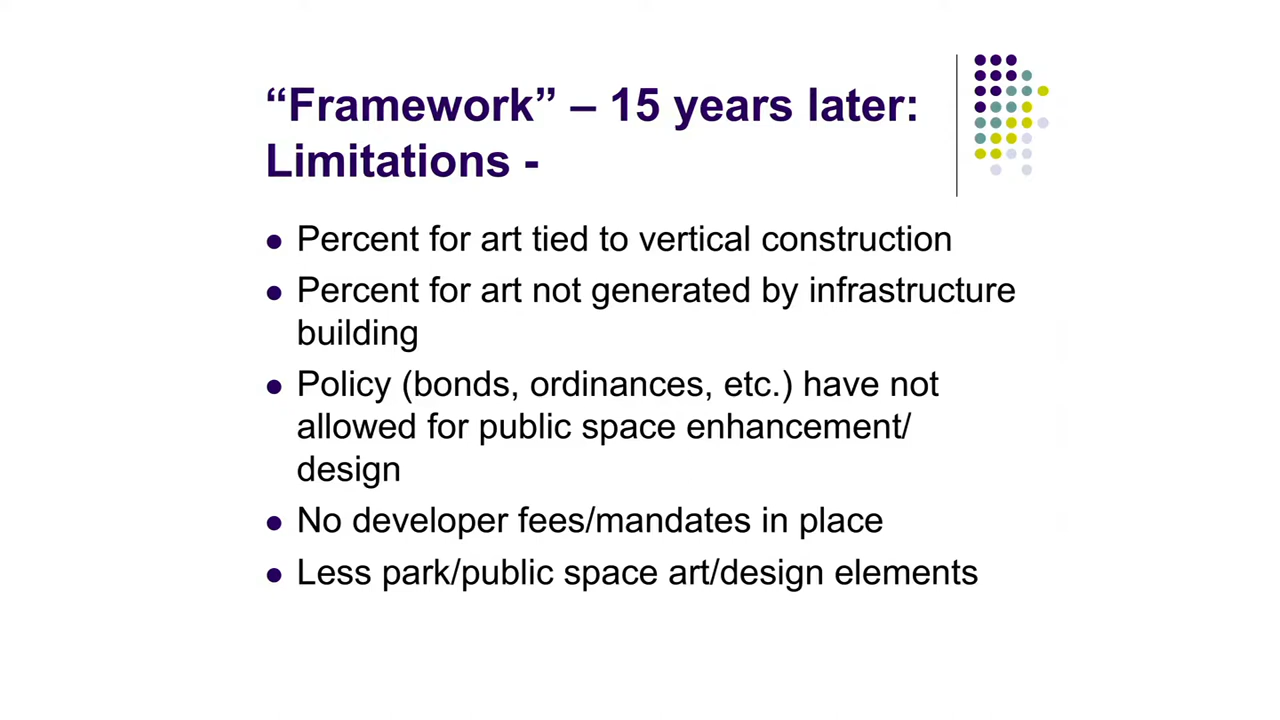 “Framework” – 15 years later:
Limitations -
● Percent for art tied to vertical construction
● Percent for art not generated by infrastructure
building
● Policy (bonds, ordinances, etc.) have not
allowed for public space enhancement/
design
● No developer fees/mandates in place
● Less park/public space art/design elements